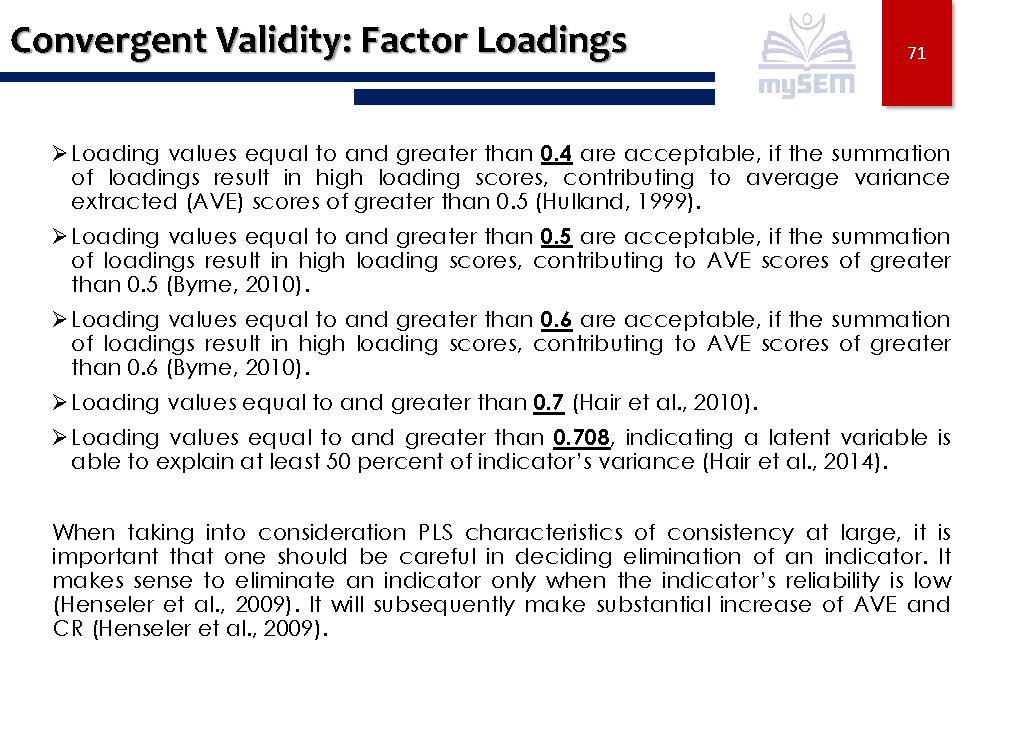 Convergent Validity: Factor Loadings
mySEM
71
➢Loading values equal to and greater than 0.4 are acceptable, if the summation
of loadings result in high loading scores, contributing to average variance
extracted (AVE) scores of greater than 0.5 (Hulland, 1999).
➢Loading values equal to and greater than 0.5 are acceptable, if the summation
of loadings result in high loading scores, contributing to AVE scores of greater
than 0.5 (Byrne, 2010).
➢Loading values equal to and greater than 0.6 are acceptable, if the summation
of loadings result in high loading scores, contributing to AVE scores of greater
than 0.6 (Byrne, 2010).
➢Loading values equal to and greater than 0.7 (Hair et al., 2010).
➢Loading values equal to and greater than 0.708, indicating a latent variable is
able to explain at least 50 percent of indicator’s variance (Hair et al., 2014).
When taking into consideration PLS characteristics of consistency at large, it is
important that one should be careful in deciding elimination of an indicator. It
makes sense to eliminate an indicator only when the indicator’s reliability is low
(Henseler et al., 2009). It will subsequently make substantial increase of AVE and
CR (Henseler et al., 2009).